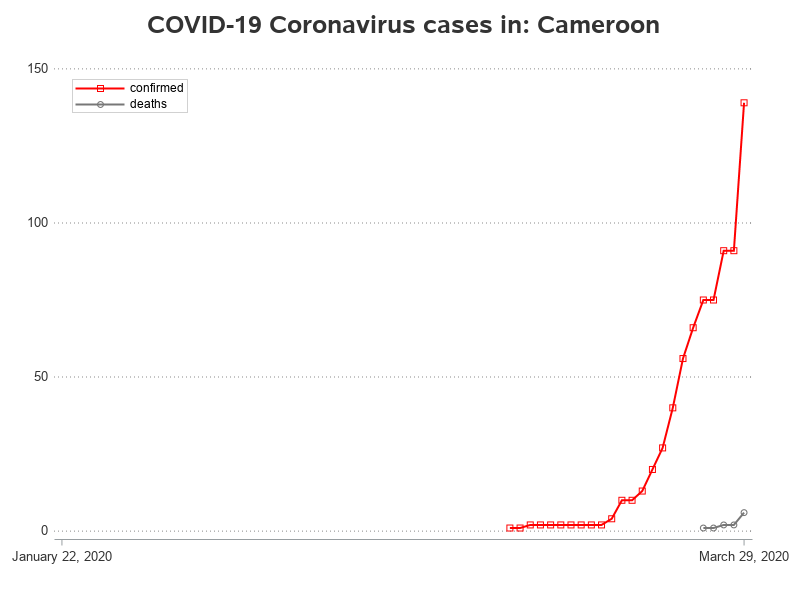 COVID-19 Coronavirus cases in: Cameroon
150
confirmed
deaths
100
50
0
January 22, 2020
March 29, 2020